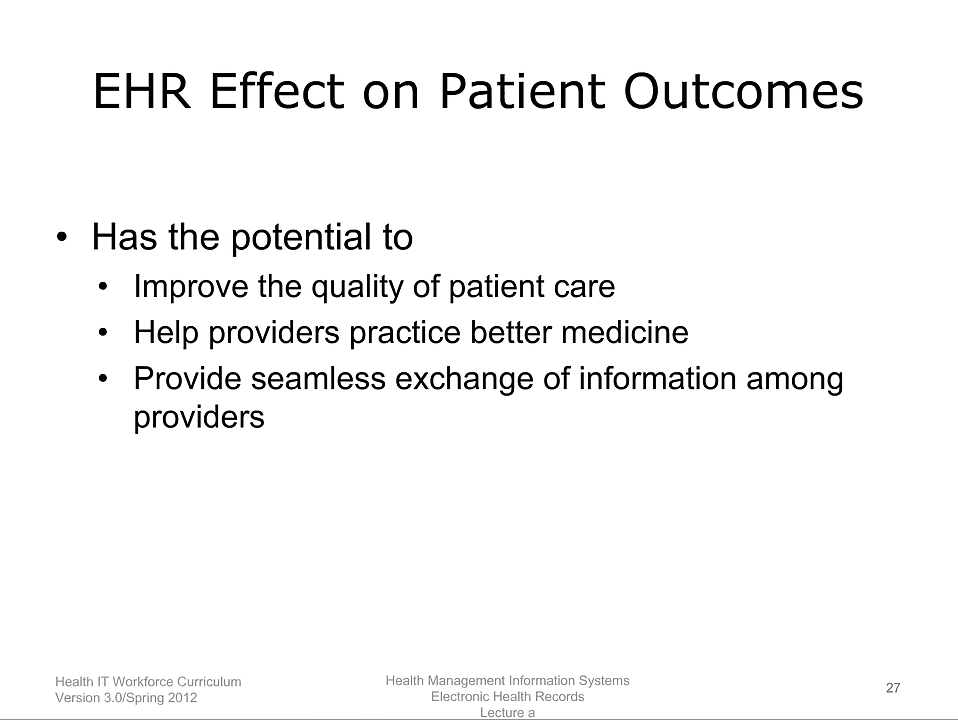 EHR Effect on Patient Outcomes
• Has the potential to
• Improve the quality of patient care
• Help providers practice better medicine
• Provide seamless exchange of information among
providers
Health IT Workforce Curriculum
Version 3.0/Spring 2012
Health Management Information Systems
Electronic Health Records
Lecture a
27